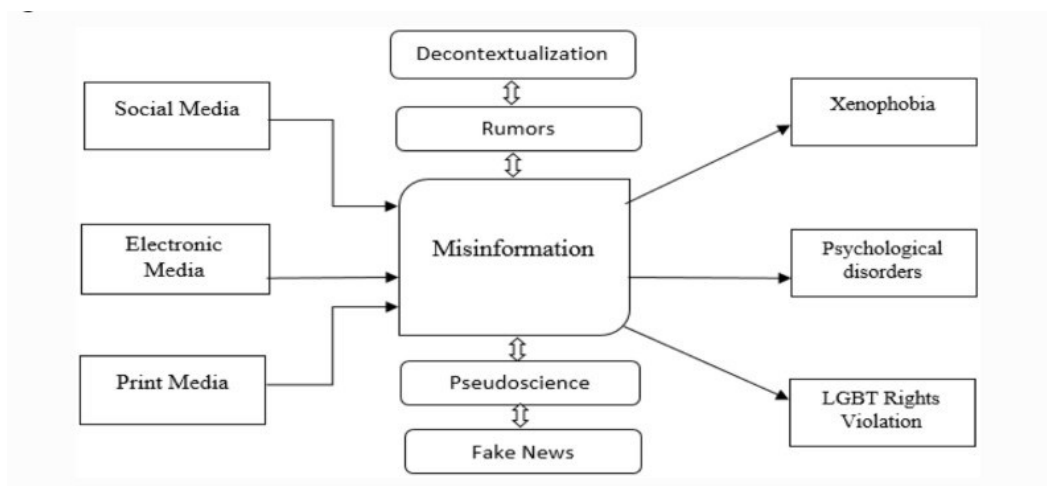 Decontextualization
Social Media
Rumors
Xenophobia
Electronic
Media
Misinformation
Psychological
disorders
Print Media
Pseudoscience
LGBT Rights
Violation
Fake News